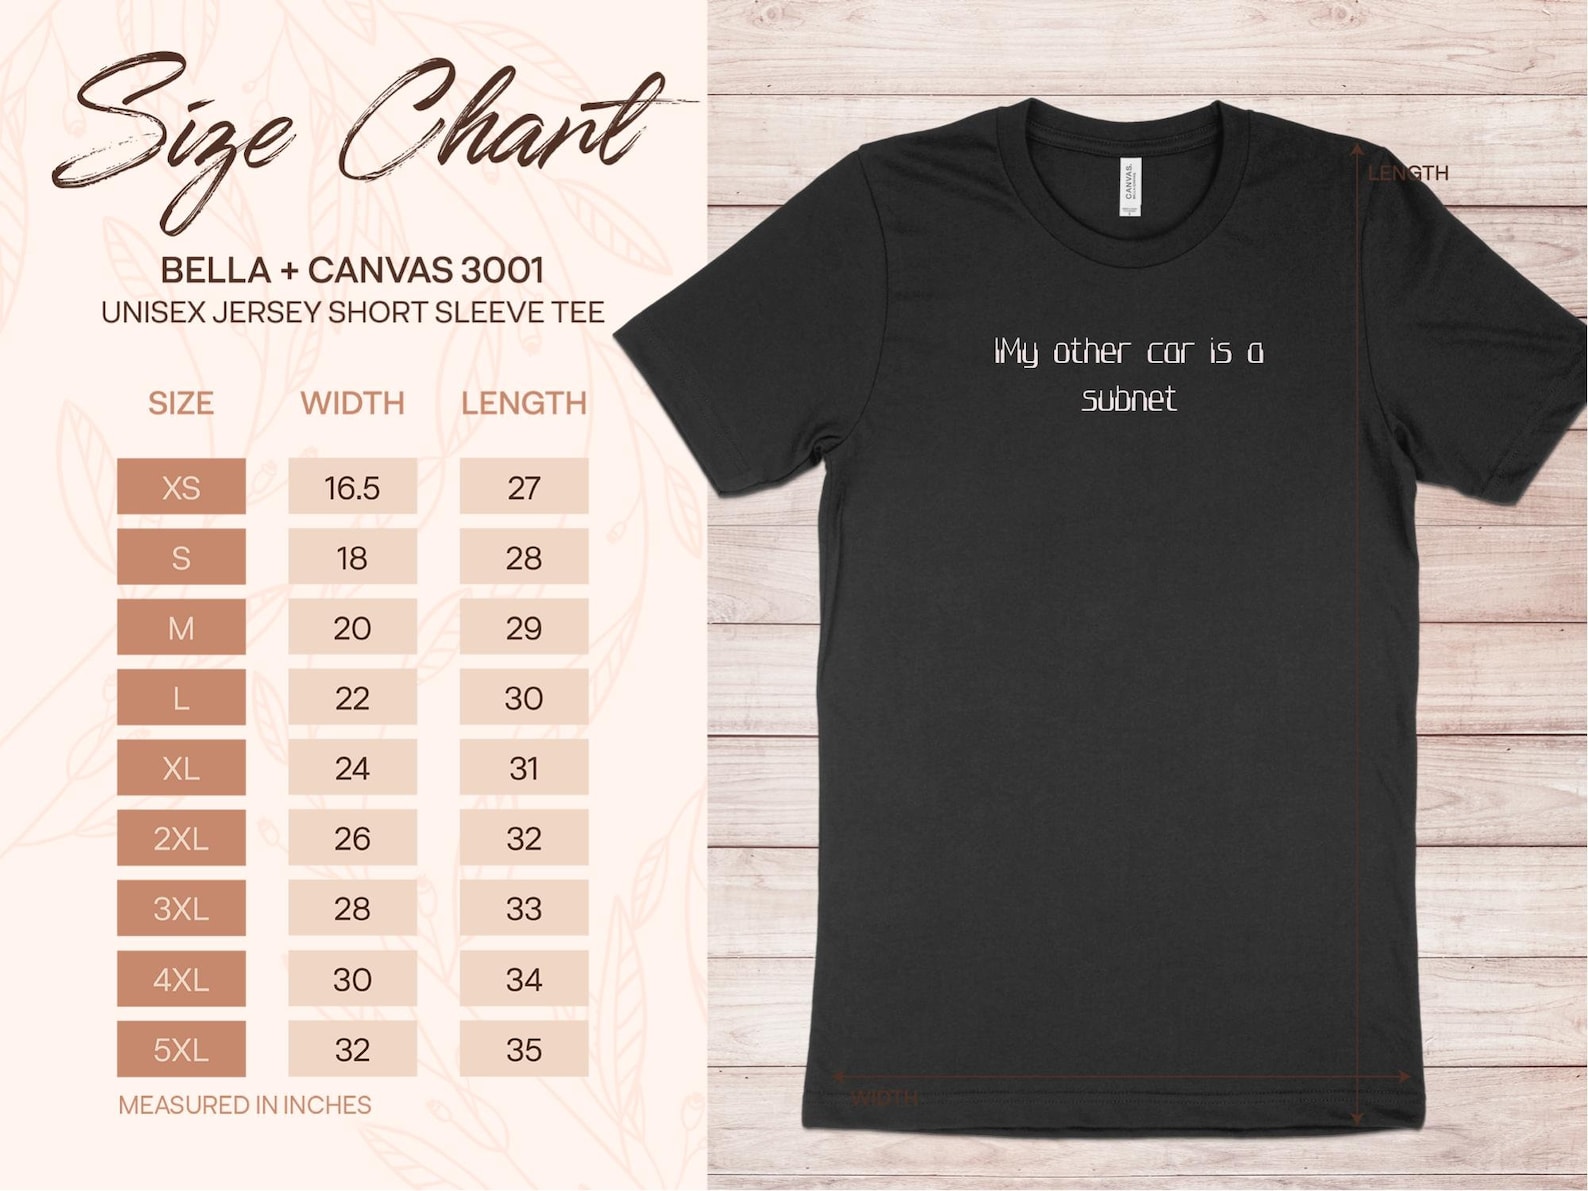 Size Chart
BELLA + CANVAS 3001
UNISEX JERSEY SHORT SLEEVE TEE
SIZE WIDTH LENGTH
XS 16.5 27
S 18 28
M 20 29
L 22 30
XL 24 31
2XL 26 32
3XL 28 33
4XL 30 34
5XL 32 35
MEASURED IN INCHES
CANVAS.
LENGTH
My other car is a
subnet
WIDTH